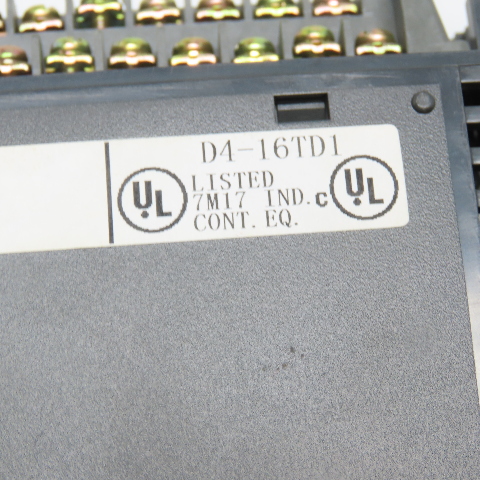 D4-16TD1
UL LISTED c UL
7M17 IND.
CONT. EQ.